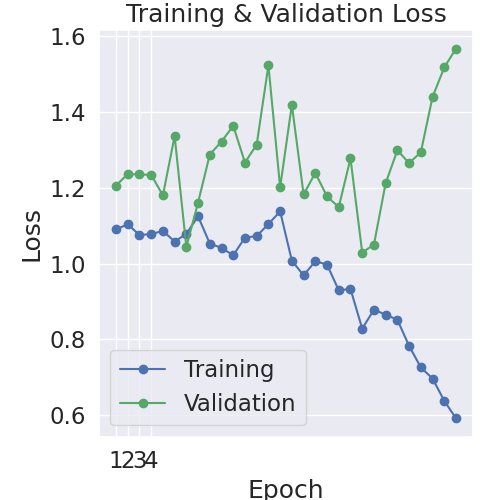 Training & Validation Loss
1.6
1.4
1.2
1.0
0.8
0.6
Loss
Training
Validation
1234
Epoch